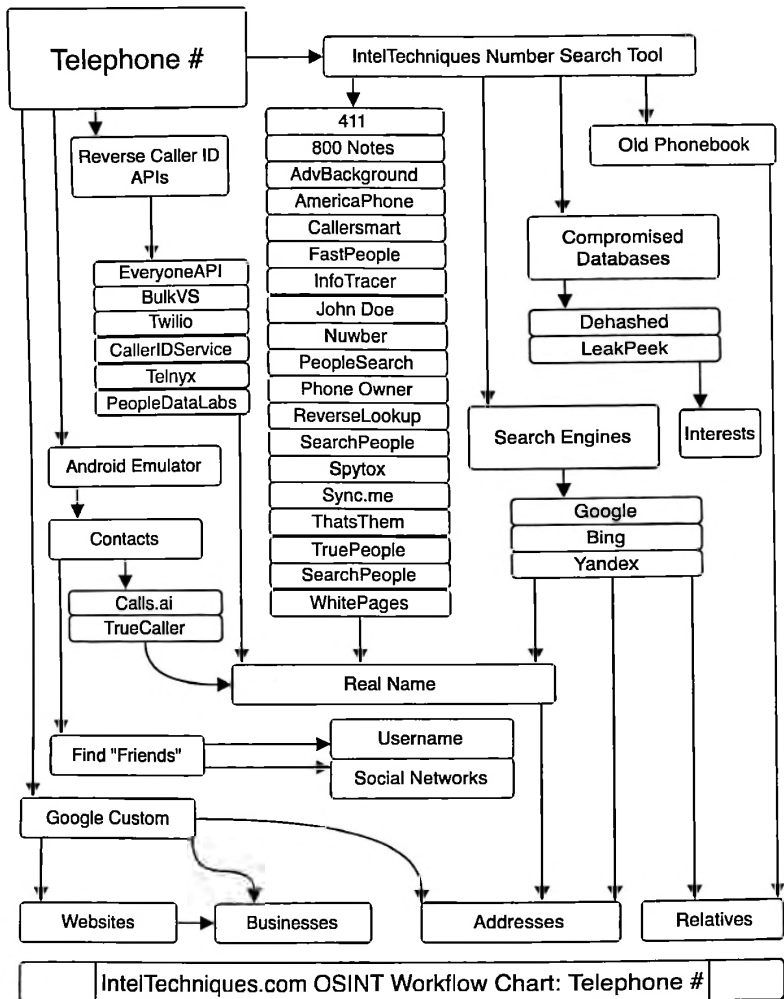 Telephone #
IntelTechniques Number Search Tool
Reverse Caller ID
APIs
EveryoneAPI
BulkVS
Twilio
CallerIDService
Telnyx
PeopleDataLabs
411
800 Notes
AdvBackground
AmericaPhone
Callersmart
FastPeople
InfoTracer
John Doe
Nuwber
PeopleSearch
Phone Owner
ReverseLookup
SearchPeople
Spytox
Sync.me
ThatsThem
TruePeople
SearchPeople
WhitePages
Old Phonebook
Compromised
Databases
Dehashed
LeakPeek
Interests
Search Engines
Google
Bing
Yandex
Android Emulator
Contacts
Calls.ai
TrueCaller
Real Name
Find "Friends"
Username
Social Networks
Google Custom
Websites
Businesses
Addresses
Relatives
IntelTechniques.com OSINT Workflow Chart: Telephone #